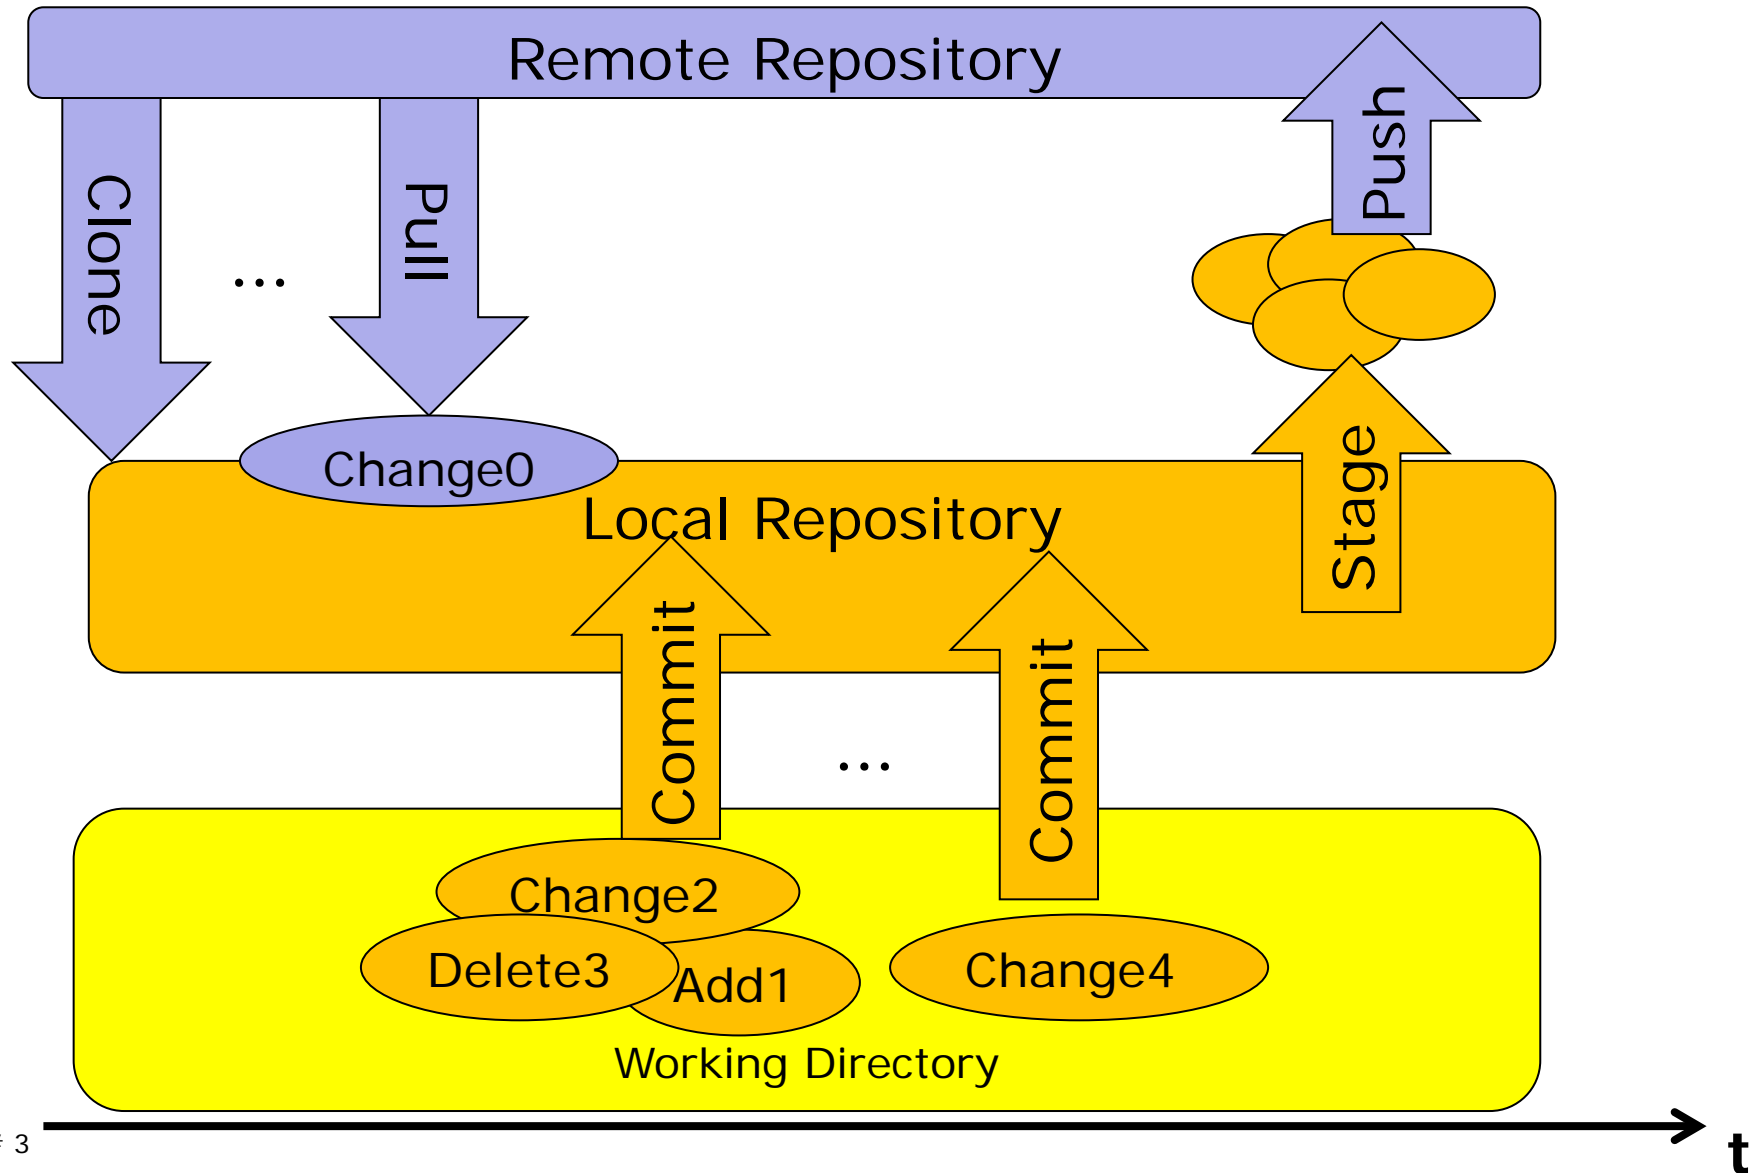 Remote Repository
Clone
...
Pull
Push
Change0
Local Repository
Stage
Commit
...
Commit
Change2
Delete3
Add1
Change4
Working Directory
3
t